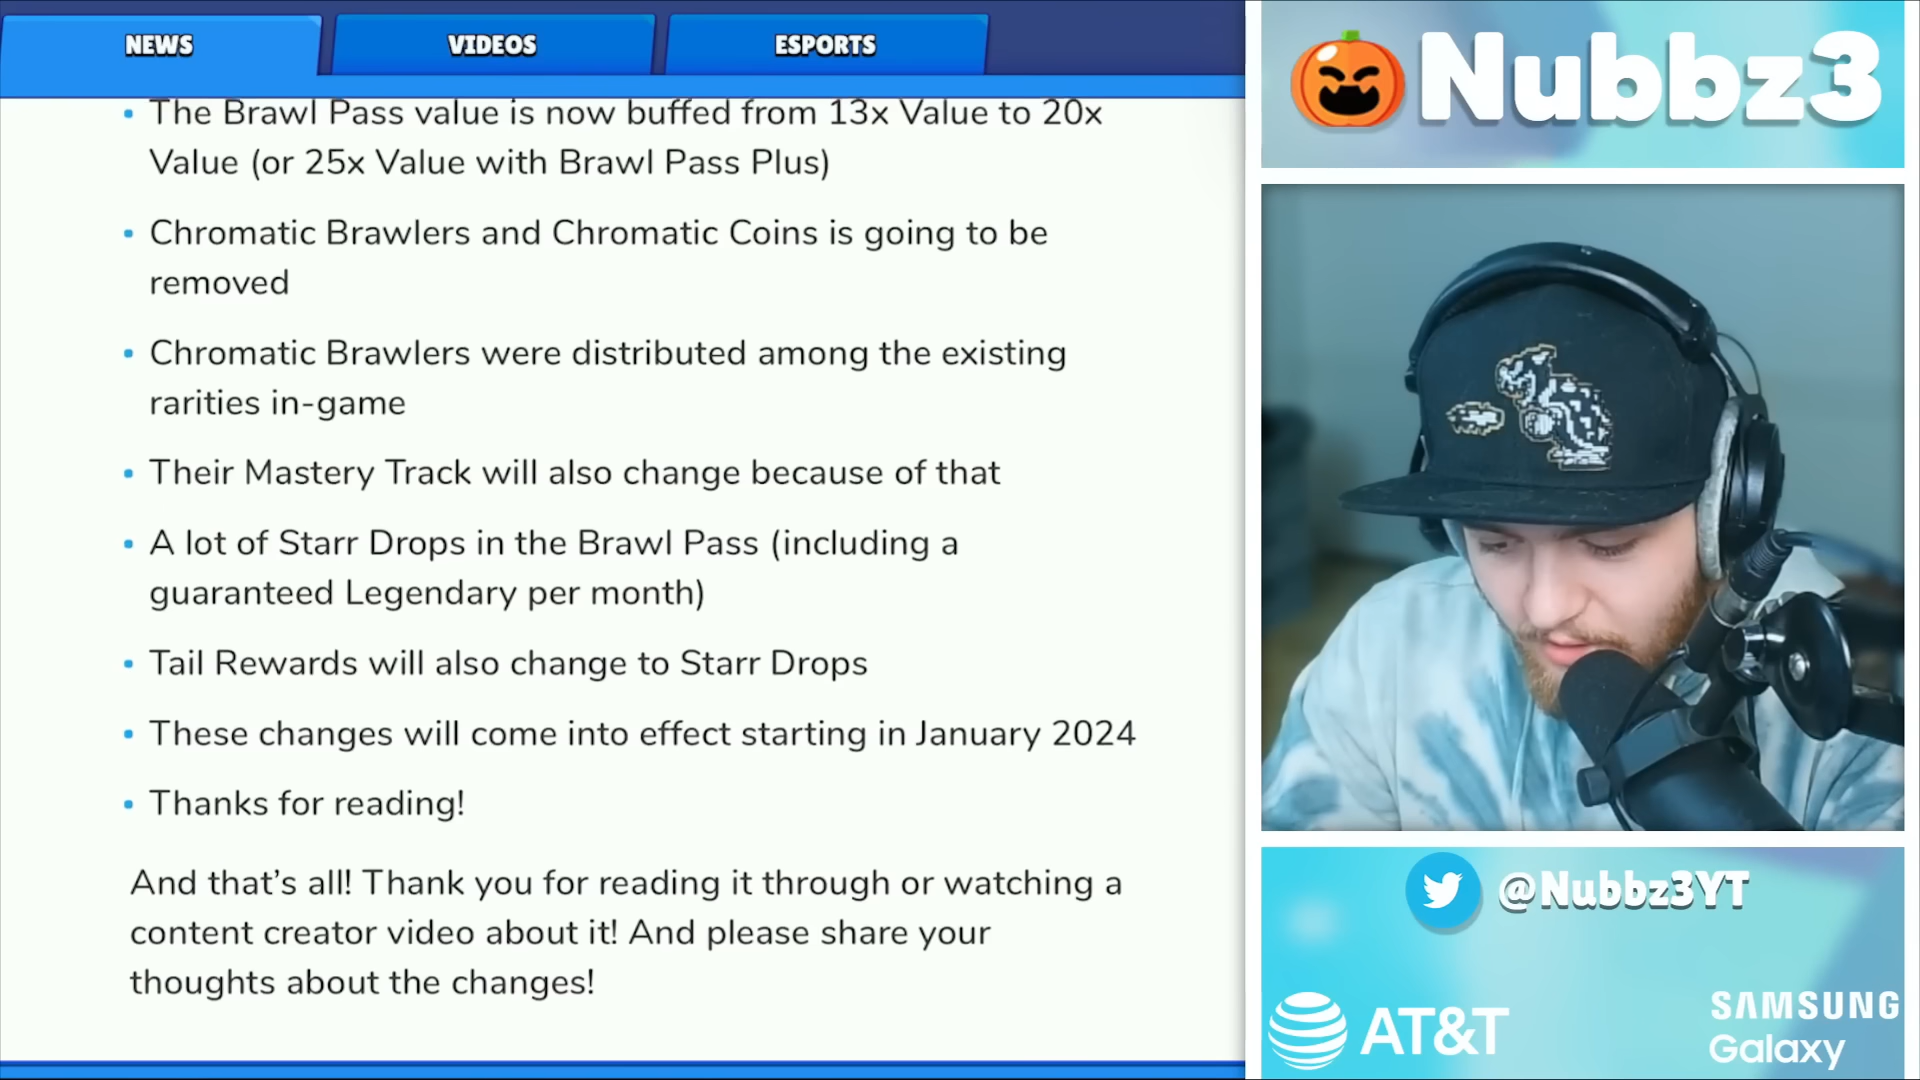 NEWS
VIDEOS
ESPORTS
• The Brawl Pass value is now buffed from 13x Value to 20x
Value (or 25x Value with Brawl Pass Plus)
• Chromatic Brawlers and Chromatic Coins is going to be
removed
• Chromatic Brawlers were distributed among the existing
rarities in-game
• Their Mastery Track will also change because of that
• A lot of Starr Drops in the Brawl Pass (including a
guaranteed Legendary per month)
• Tail Rewards will also change to Starr Drops
• These changes will come into effect starting in January 2024
• Thanks for reading!
And that's all! Thank you for reading it through or watching a
content creator video about it! And please share your
thoughts about the changes!
Nubbz3
@Nubbz3YT
AT&T
SAMSUNG
Galaxy